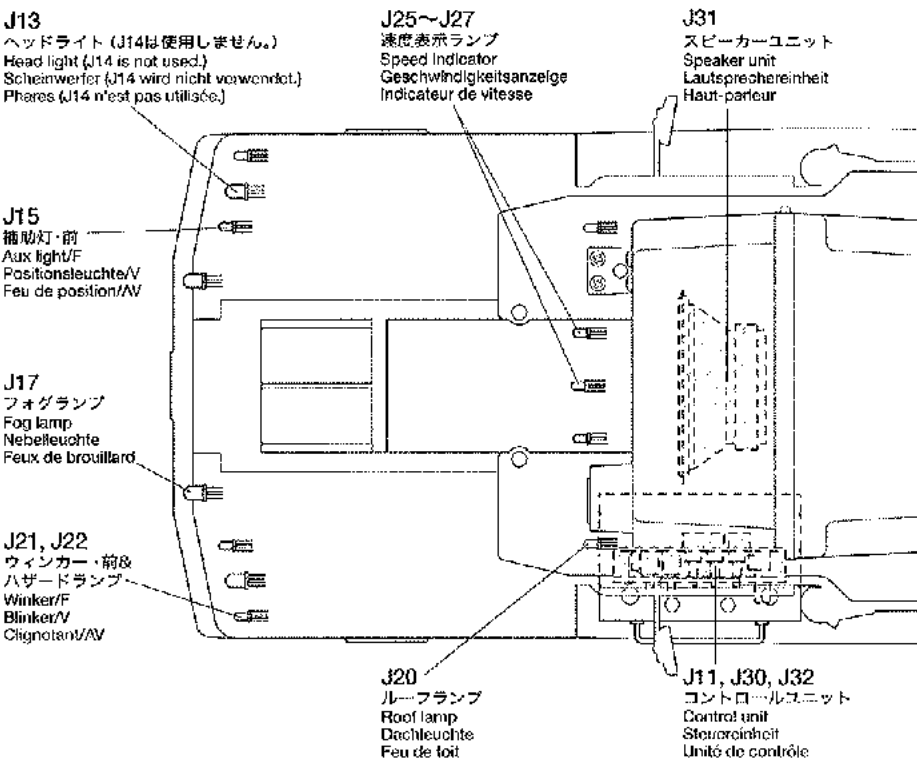 J13
ヘッドライト (J14は使用しません。)
Head light (J14 is not used.)
Scheinwerfer (J14 wird nicht verwendet.)
Phares (J14 n'est pas utilisée.)
J25～J27
速度表示ランプ
Speed indicator
Geschwindigkeitsanzeige
Indicateur de vitesse
J31
スピーカーユニット
Speaker unit
Lautsprechereinheit
Haut-parleur
J15
補助灯・前
Aux light/F
Positionsleuchte/V
Feu de position/AV
J17
フォグランプ
Fog lamp
Nebelleuchte
Feux de brouillard
J21, J22
ウィンカー・前&
ハザードランプ
Winker/F
Blinker/V
Clignotant/AV
J20
ルーフランプ
Roof lamp
Dachleuchte
Feu de toit
J11, J30, J32
コントロールユニット
Control unit
Steuereinheit
Unité de contrôle